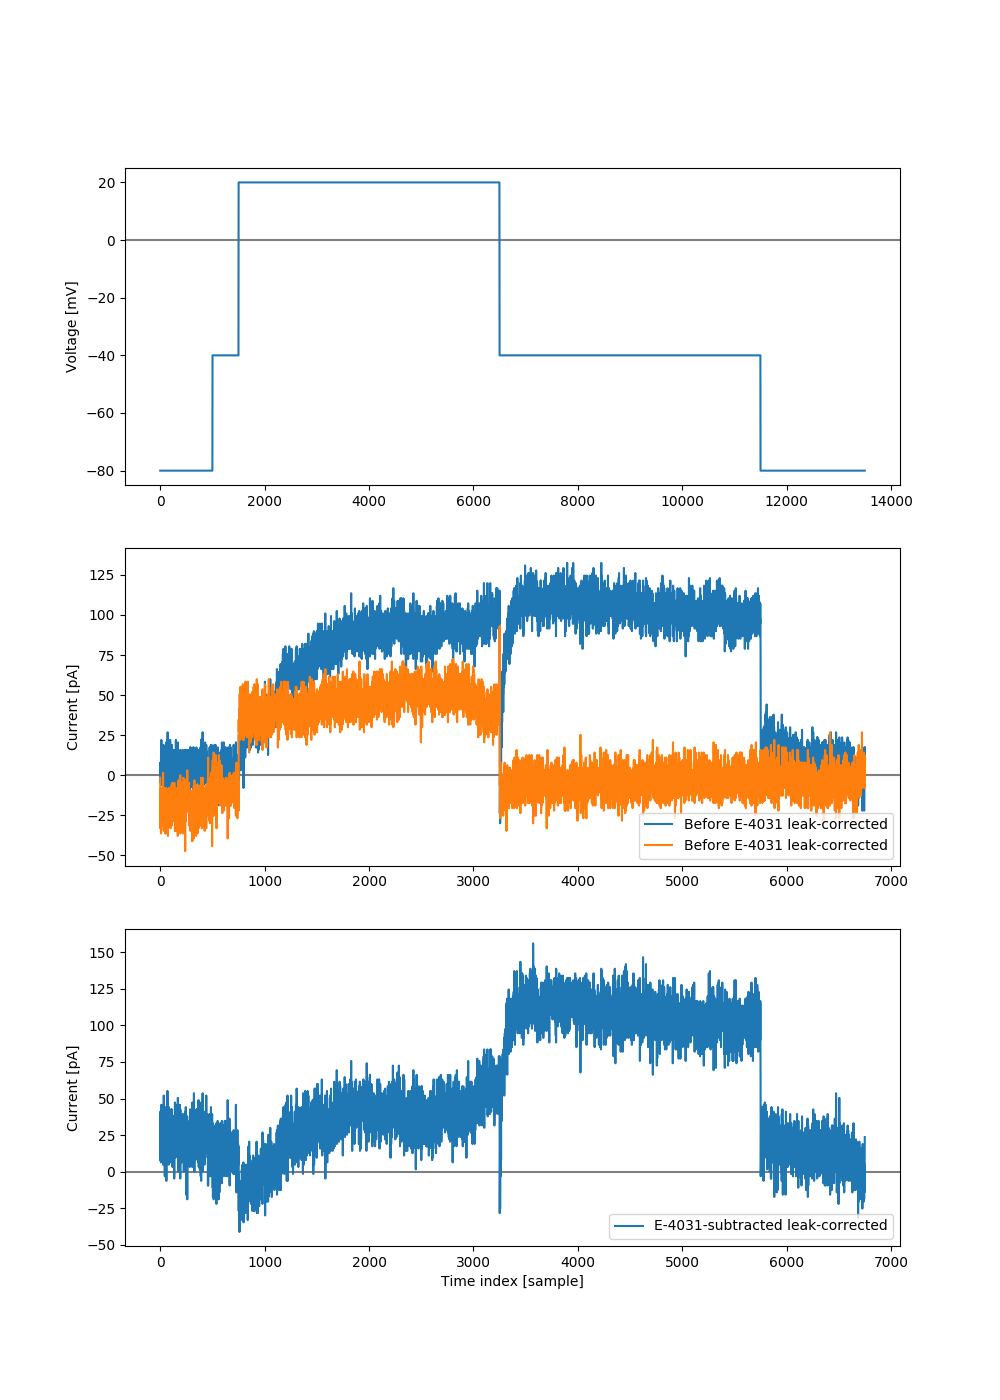 20
0
−20
−40
−60
−80
Voltage [mV]
0 2000 4000 6000 8000 10000 12000 14000
125
100
75
50
25
0
−25
−50
Current [pA]
Before E-4031 leak-corrected
Before E-4031 leak-corrected
0 1000 2000 3000 4000 5000 6000 7000
150
125
100
75
50
25
0
−25
−50
Current [pA]
E-4031-subtracted leak-corrected
0 1000 2000 3000 4000 5000 6000 7000
Time index [sample]